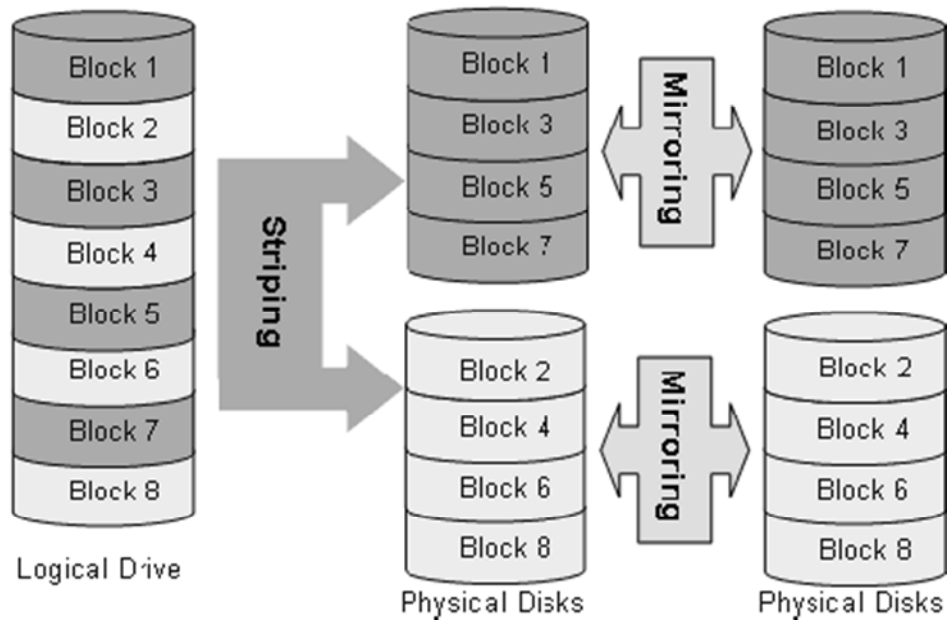 Block 1
Block 2
Block 3
Block 4
Block 5
Block 6
Block 7
Block 8
Logical Drive
Striping
Block 1
Block 3
Block 5
Block 7
Mirroring
Block 1
Block 3
Block 5
Block 7
Block 2
Block 4
Block 6
Block 8
Physical Disks
Mirroring
Block 2
Block 4
Block 6
Block 8
Physical Disks